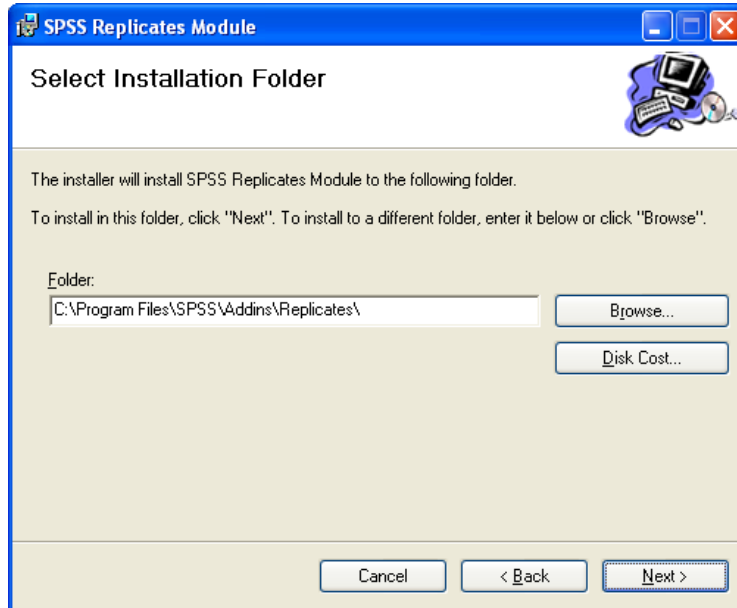 SPSS Replicates Module
Select Installation Folder
The installer will install SPSS Replicates Module to the following folder.
To install in this folder, click "Next". To install to a different folder, enter it below or click "Browse".
Folder:
C:\Program Files\SPSS\Addins\Replicates\
Browse...
Disk Cost...
Cancel
< Back
Next >